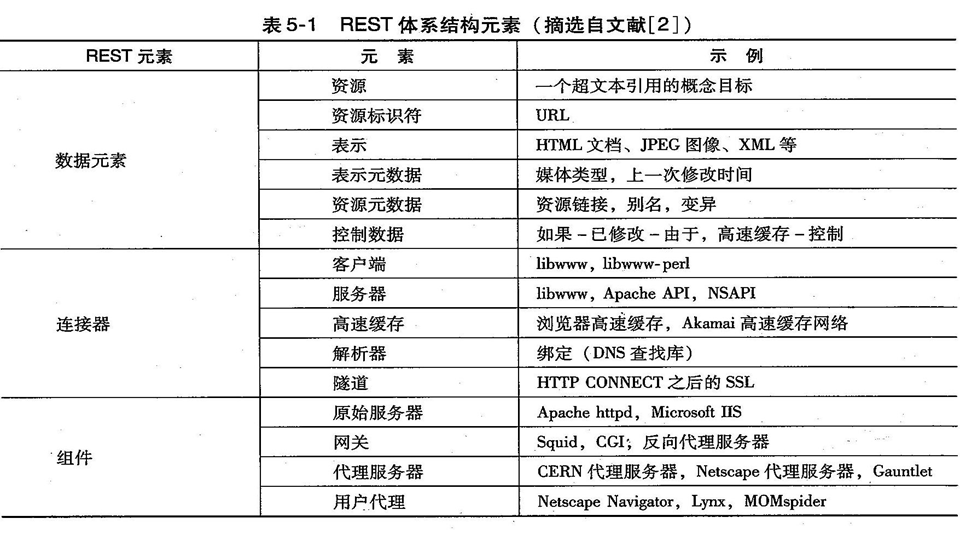 表 5-1 REST 体系结构元素（摘选自文献[2]）
REST 元素 元 素 示 例
数据元素 资源 一个超文本引用的概念目标
资源标识符 URL
表示 HTML 文档、JPEG 图像、XML 等
表示元数据 媒体类型，上一次修改时间
资源元数据 资源链接，别名，变异
控制数据 如果－已修改－由于，高速缓存－控制
连接器 客户端 libwww，libwww-perl
服务器 libwww，Apache API，NSAPI
高速缓存 浏览器高速缓存，Akamai 高速缓存网络
解析器 绑定（DNS 查找库）
隧道 HTTP CONNECT 之后的 SSL
组件 原始服务器 Apache httpd，Microsoft IIS
网关 Squid，CGI，反向代理服务器
代理服务器 CERN 代理服务器，Netscape 代理服务器，Gauntlet
用户代理 Netscape Navigator，Lynx，MOMspider